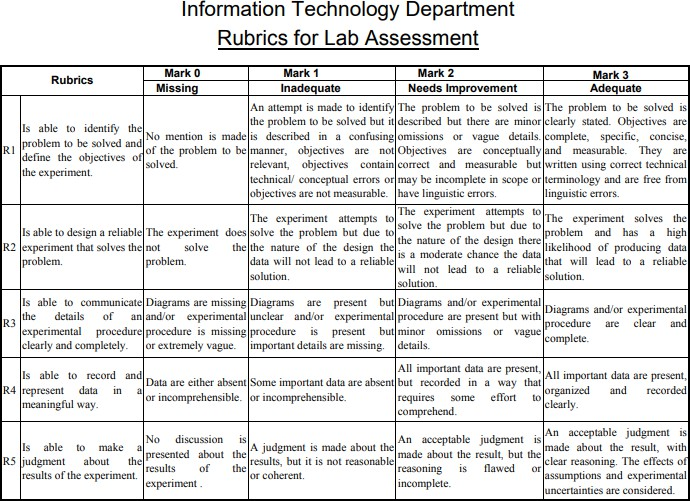 Information Technology Department
Rubrics for Lab Assessment
Rubrics
Mark 0
Missing
Mark 1
Inadequate
Mark 2
Needs Improvement
Mark 3
Adequate
R1
Is able to identify the
problem to be solved and
define the objectives of
the experiment.
No mention is made
of the problem to be
solved.
An attempt is made to identify
the problem to be solved but it
is described in a confusing
manner, objectives are not
relevant, objectives contain
technical/ conceptual errors or
objectives are not measurable.
The problem to be solved is
described but there are minor
omissions or vague details.
Objectives are conceptually
correct and measurable but
may be incomplete in scope or
have linguistic errors.
The problem to be solved is
clearly stated. Objectives are
complete, specific, concise,
and measurable. They are
written using correct technical
terminology and are free from
linguistic errors.
R2
Is able to design a reliable
experiment that solves the
problem.
The experiment does
not solve the
problem.
The experiment attempts to
solve the problem but due to
the nature of the design the
data will not lead to a reliable
solution.
The experiment attempts to
solve the problem but due to
the nature of the design there
is a moderate chance the data
will not lead to a reliable
solution.
The experiment solves the
problem and has a high
likelihood of producing data
that will lead to a reliable
solution.
R3
Is able to communicate
the details of an
experimental procedure
clearly and completely.
Diagrams are missing
and/or experimental
procedure is missing
or extremely vague.
Diagrams are present but
unclear and/or experimental
procedure is present but
important details are missing.
Diagrams and/or experimental
procedure are present but with
minor omissions or vague
details.
Diagrams and/or experimental
procedure are clear and
complete.
R4
Is able to record and
represent data in a
meaningful way.
Data are either absent
or incomprehensible.
Some important data are absent
or incomprehensible.
All important data are present,
but recorded in a way that
requires some effort to
comprehend.
All important data are present,
organized and recorded
clearly.
R5
Is able to make a
judgment about the
results of the experiment.
No discussion is
presented about the
results of the
experiment .
A judgment is made about the
results, but it is not reasonable
or coherent.
An acceptable judgment is
made about the result, but the
reasoning is flawed or
incomplete.
An acceptable judgment is
made about the result, with
clear reasoning. The effects of
assumptions and experimental
uncertainties are considered.